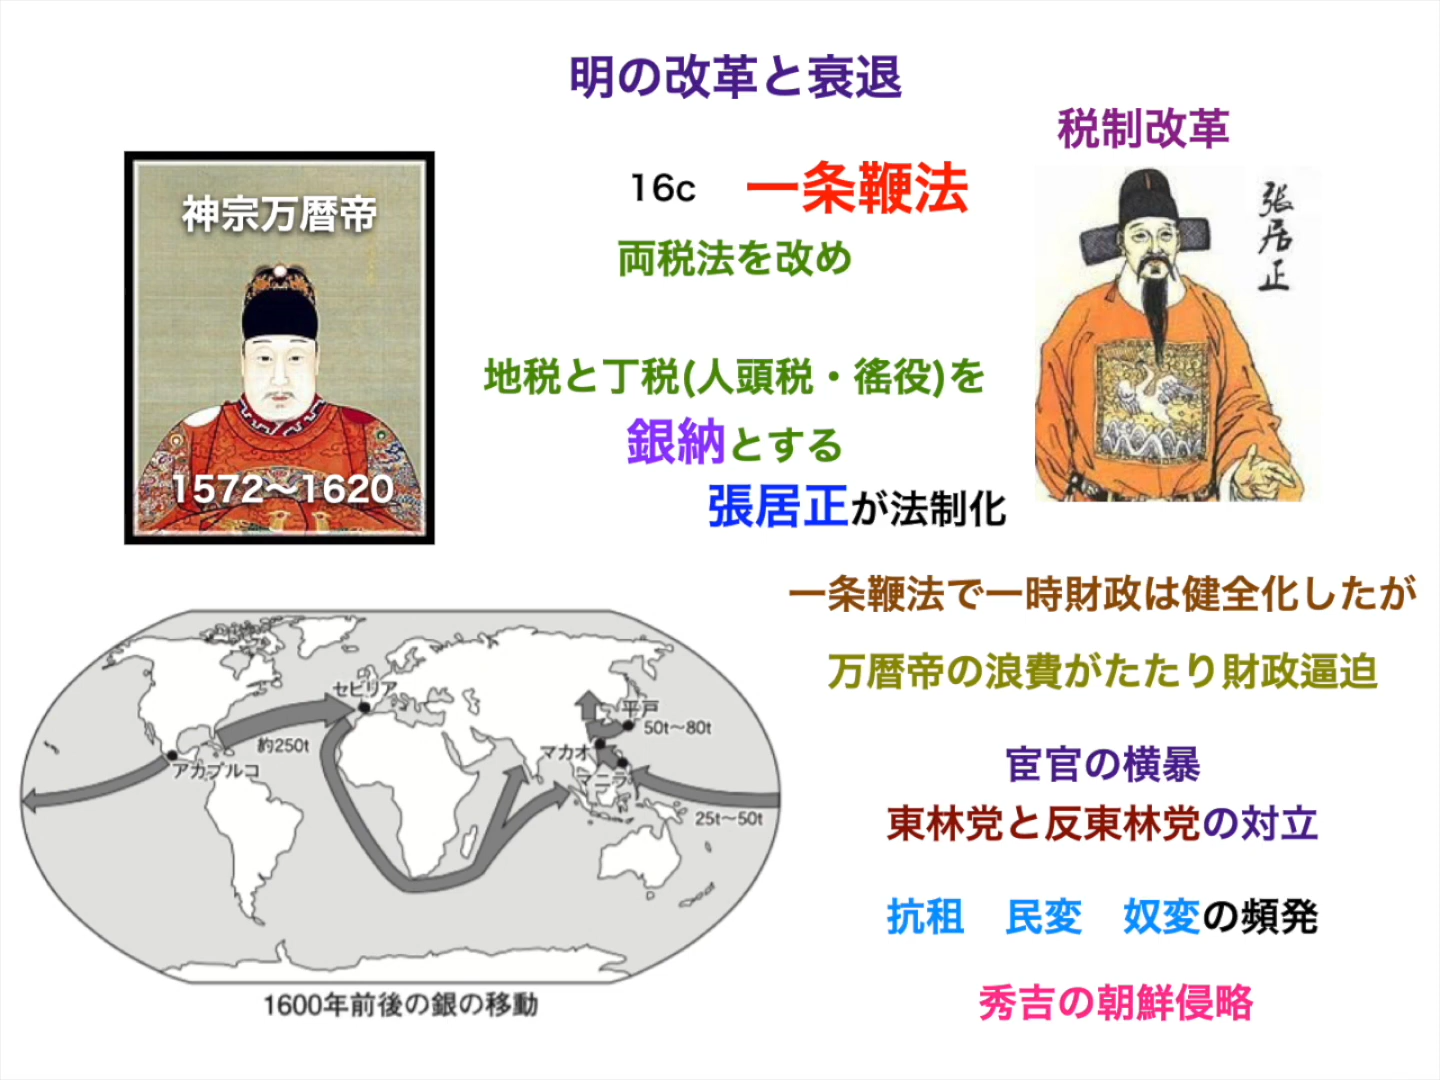 明の改革と衰退
税制改革
神宗万暦帝
1572〜1620
16c 一条鞭法
両税法を改め
地税と丁税(人頭税・徭役)を
銀納とする
張居正が法制化
張居正
一条鞭法で一時財政は健全化したが
万暦帝の浪費がたたり財政逼迫
宦官の横暴
東林党と反東林党の対立
抗租 民変 奴変の頻発
秀吉の朝鮮侵略
セビリア
約250t
アカプルコ
平戸
50t〜80t
マカオ
マニラ
25t〜50t
1600年前後の銀の移動